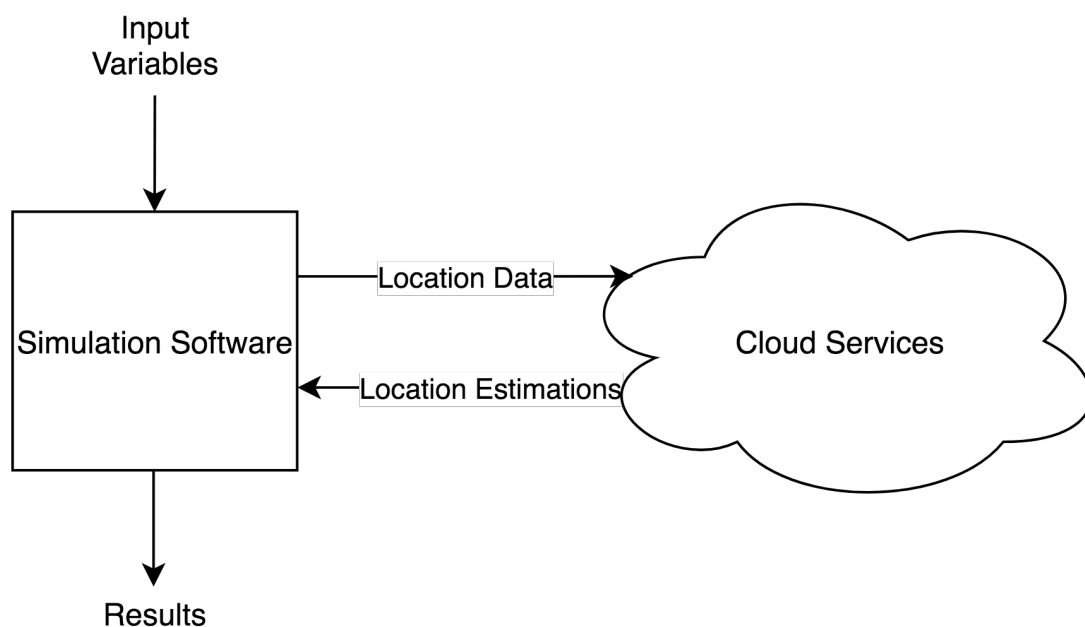 Input
Variables
Location Data
Simulation Software
Cloud Services
Location Estimations
Results